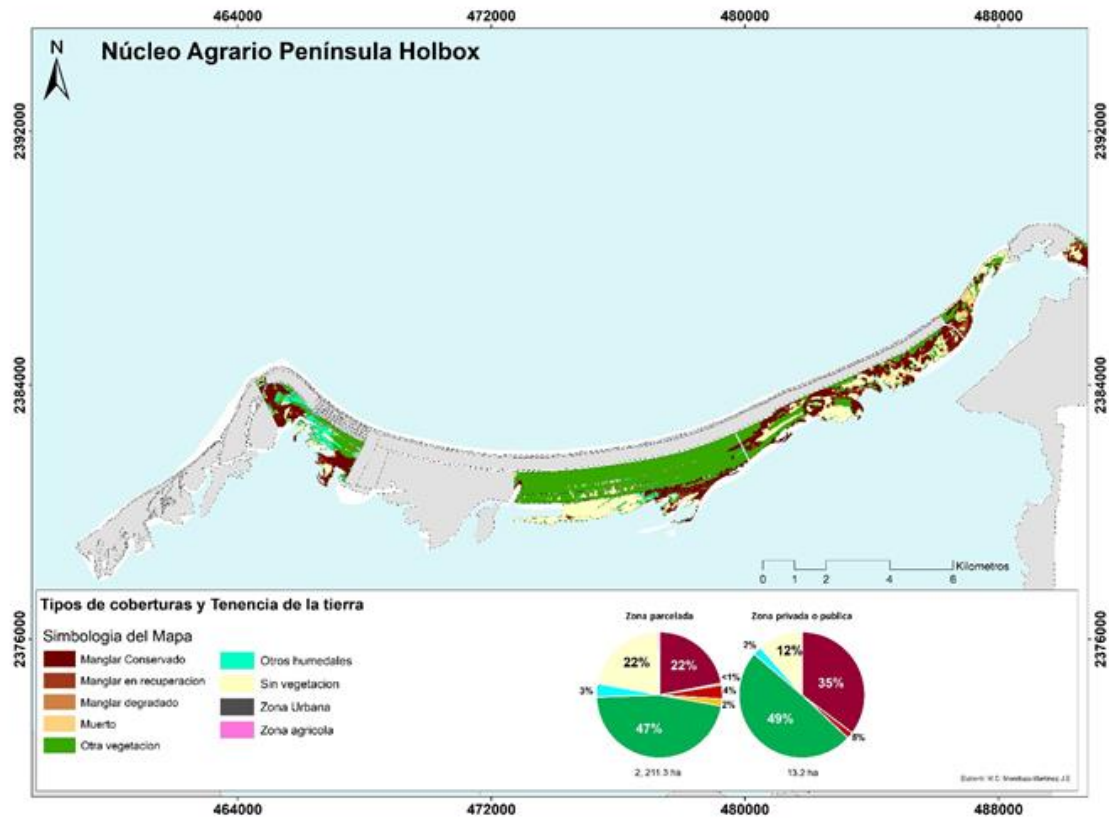 464000 472000 480000 488000
Núcleo Agrario Península Holbox
N
2392000 2392000
2384000 2384000
2376000 2376000
Kilometros
0 1 2 4 6
Tipos de coberturas y Tenencia de la tierra
Simbologia del Mapa
Manglar Conservado
Manglar en recuperacion
Manglar degradado
Muerto
Otra vegetacion
Otros humedales
Sin vegetacion
Zona Urbana
Zona agricola
Zona parcelada
22%
22%
<1%
4%
2%
3%
47%
2, 211.3 ha
Zona privada o publica
2%
12%
35%
49%
13.2 ha
464000 472000 480000 488000